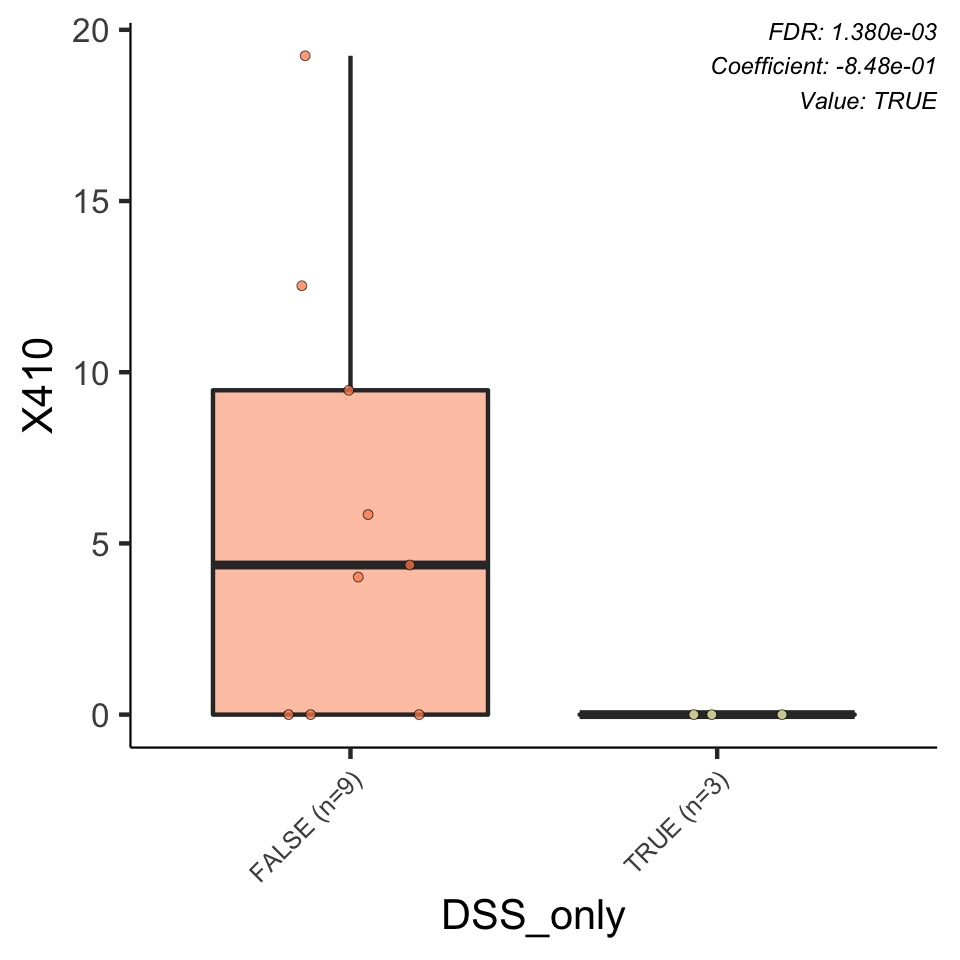 FDR: 1.380e-03
Coefficient: -8.48e-01
Value: TRUE
20
15
10
5
0
X410
FALSE (n=9)
TRUE (n=3)
DSS_only